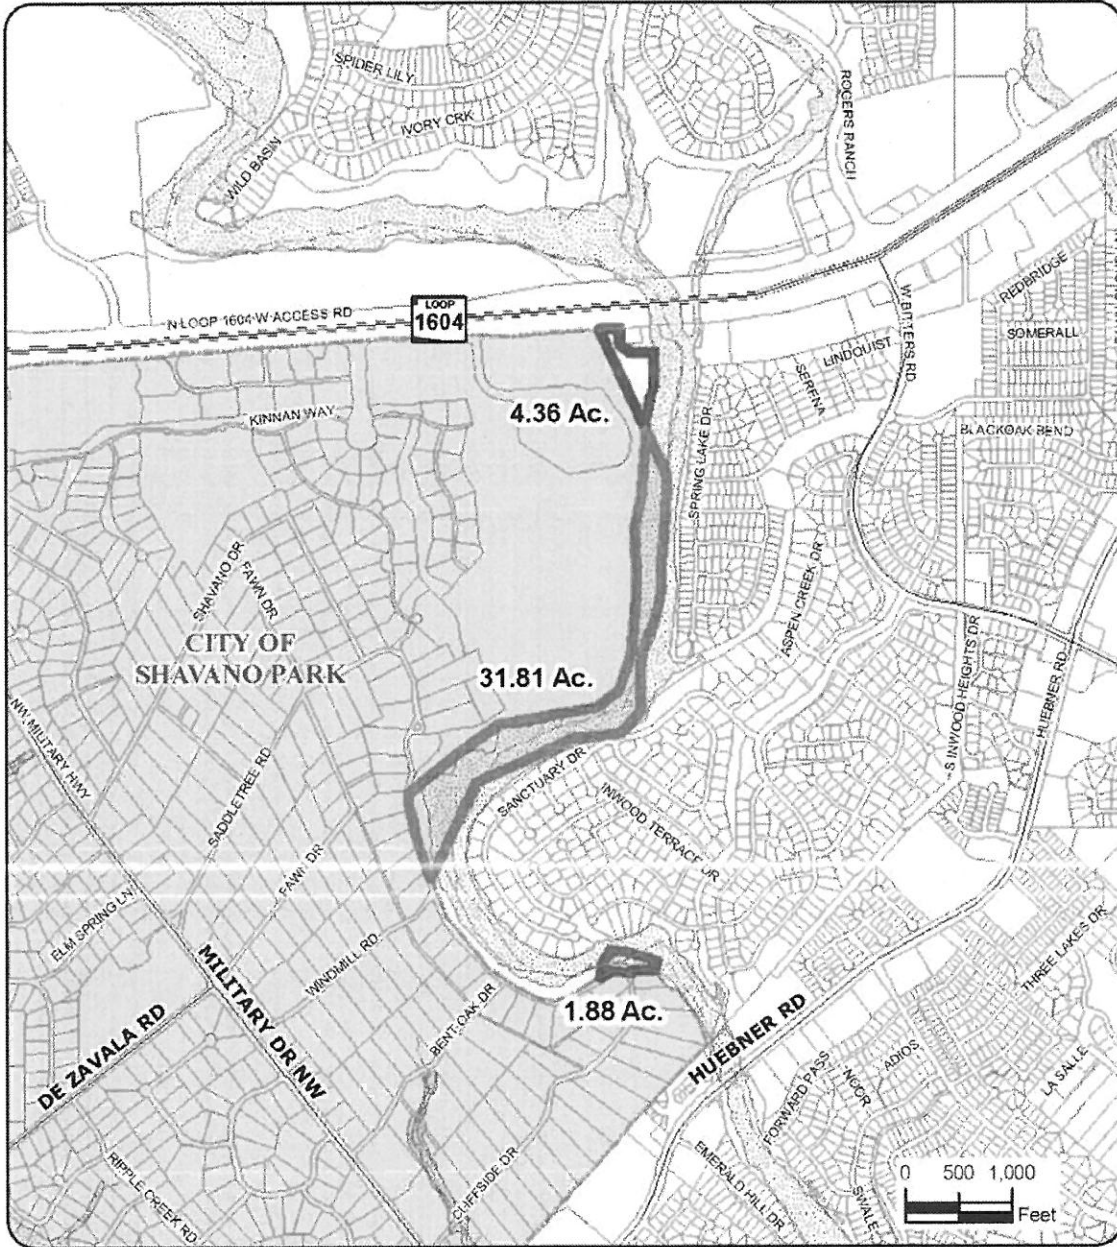 SPIDER LILY
IVORY CRK
WILD BASIN
ROGERS RANCH
N LOOP 1604 W ACCESS RD
LOOP
1604
W BITTERS RD
REDBRIDGE
SOMERALL
LINDQUIST
SERENA
4.36 Ac.
KINNAN WAY
BLACKOAK BEND
SPRING LAKE DR
SHAVANO DR
FAWN DR
ASPEN CREEK DR
CITY OF
SHAVANO PARK
31.81 Ac.
S INWOOD HEIGHTS DR
HUEBNER RD
NW MILITARY HWY
SADDLETREE RD
SANCTUARY DR
INWOOD TERRACE DR
FAWN DR
ELM SPRING LN
WINDMILL RD
THREE LAKES DR
MILITARY DR NW
BENT OAK DR
1.88 Ac.
DE ZAVALA RD
HUEBNER RD
FORWARD PASS
NOOR
ADIOS
LA SALLE
RIPPLE CREEK RD
CLIFFSIDE DR
EMERALD HILL DR
SWALE
0 500 1,000
Feet